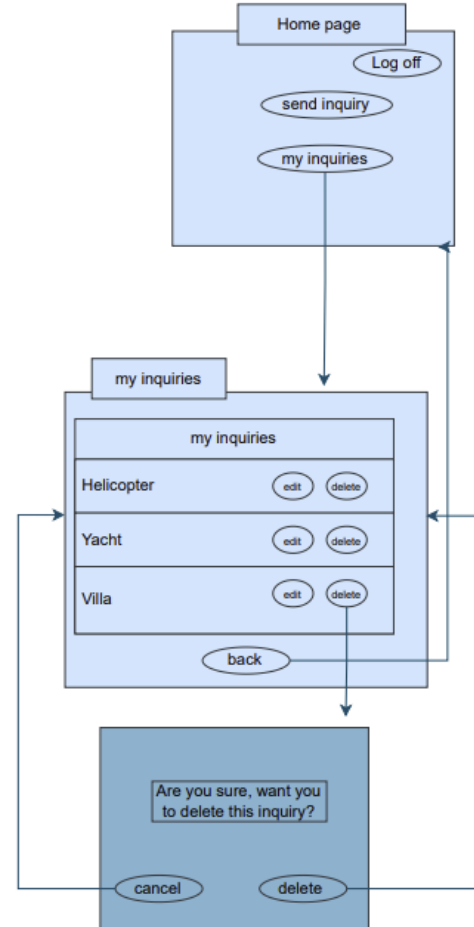 Home page
Log off
send inquiry
my inquiries
my inquiries
my inquiries
Helicopter edit delete
Yacht edit delete
Villa edit delete
back
Are you sure, want you
to delete this inquiry?
cancel delete